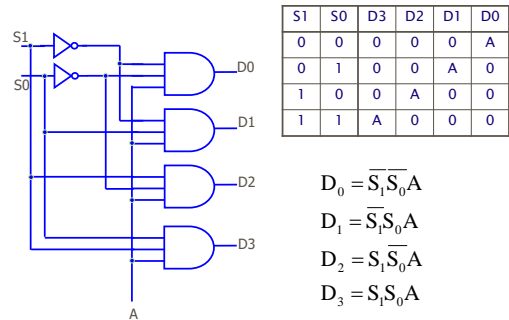 S1
S0
D0
D1
D2
D3
A
S1 S0 D3 D2 D1 D0
0 0 0 0 0 A
0 1 0 0 A 0
1 0 0 A 0 0
1 1 A 0 0 0
D₀ = S̅₁S̅₀A
D₁ = S̅₁S₀A
D₂ = S₁S̅₀A
D₃ = S₁S₀A